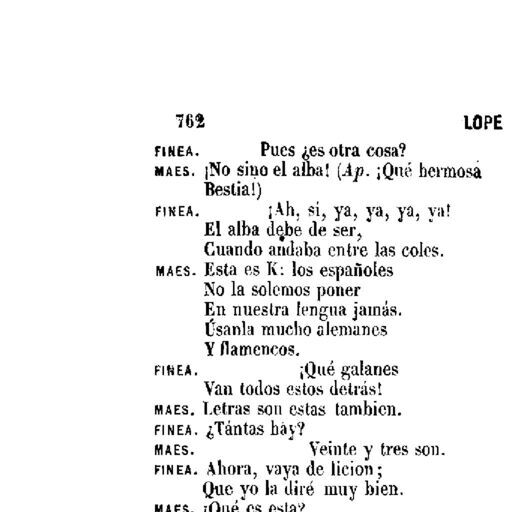 762 LOPE
FINEA. Pues ¿es otra cosa?
MAES. ¡No sino el alba! (Ap. ¡Qué hermosa
Bestia!)
FINEA. ¡Ah, si, ya, ya, ya, ya!
El alba debe de ser,
Cuando andaba entre las coles.
MAES. Esta es K: los españoles
No la solemos poner
En nuestra lengua jamás.
Úsanla mucho alemanes
Y flamencos.
FINEA. ¡Qué galanes
Van todos estos detrás!
MAES. Letras son estas tambien.
FINEA. ¿Tántas hay?
MAES. Veinte y tres son.
FINEA. Ahora, vaya de licion;
Que yo la diré muy bien.
MAES. ¿Qué es esta?